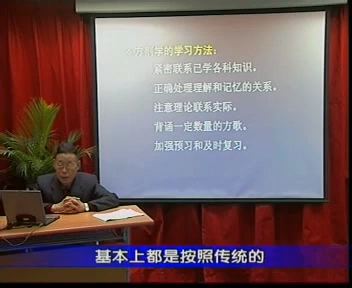 方剂学的学习方法：
紧密联系已学各科知识。
正确处理理解和记忆的关系。
注意理论联系实际。
背诵一定数量的方歌。
加强预习和及时复习。
基本上都是按照传统的